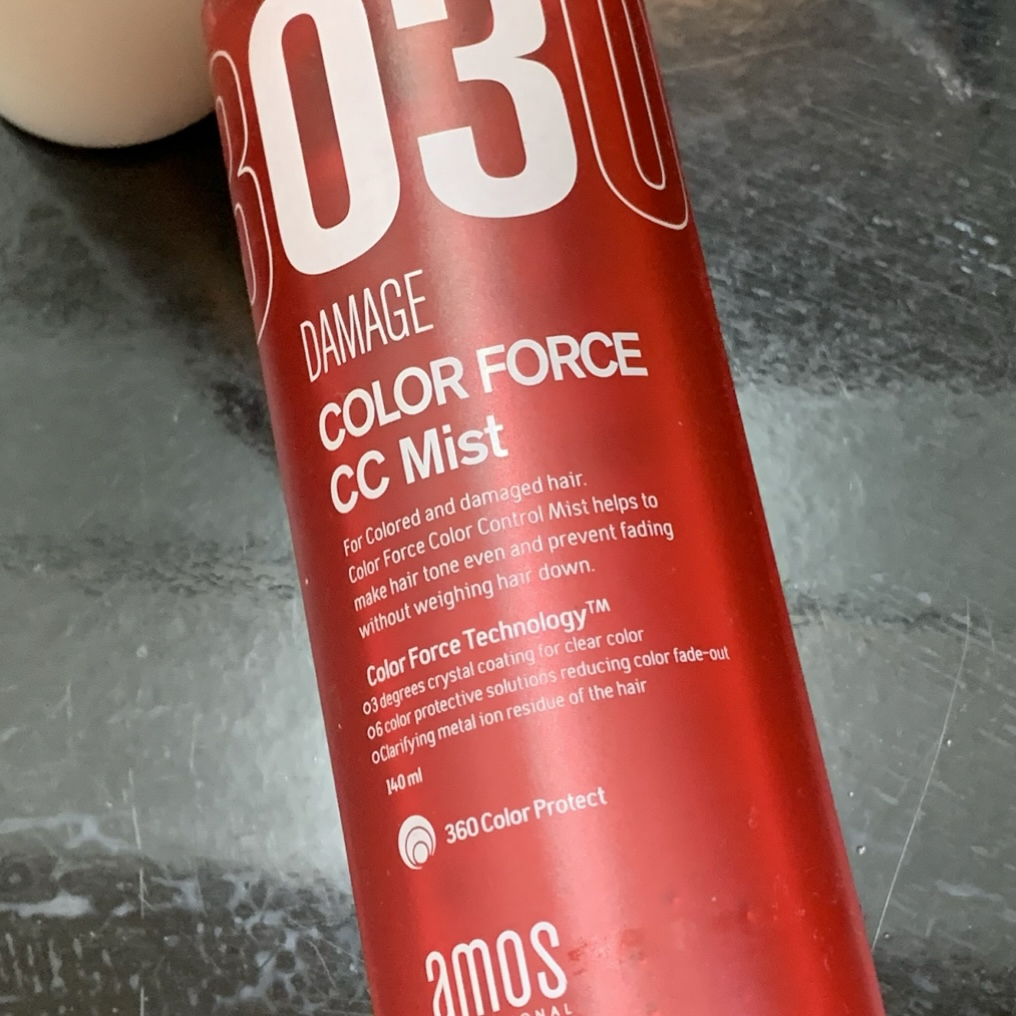 03
DAMAGE
COLOR FORCE
CC Mist
For Colored and damaged hair.
Color Force Color Control Mist helps to
make hair tone even and prevent fading
without weighing hair down.
Color Force Technology™
o3 degrees crystal coating for clear color
o6 color protective solutions reducing color fade-out
oClarifying metal ion residue of the hair
140 ml
360 Color Protect
amos